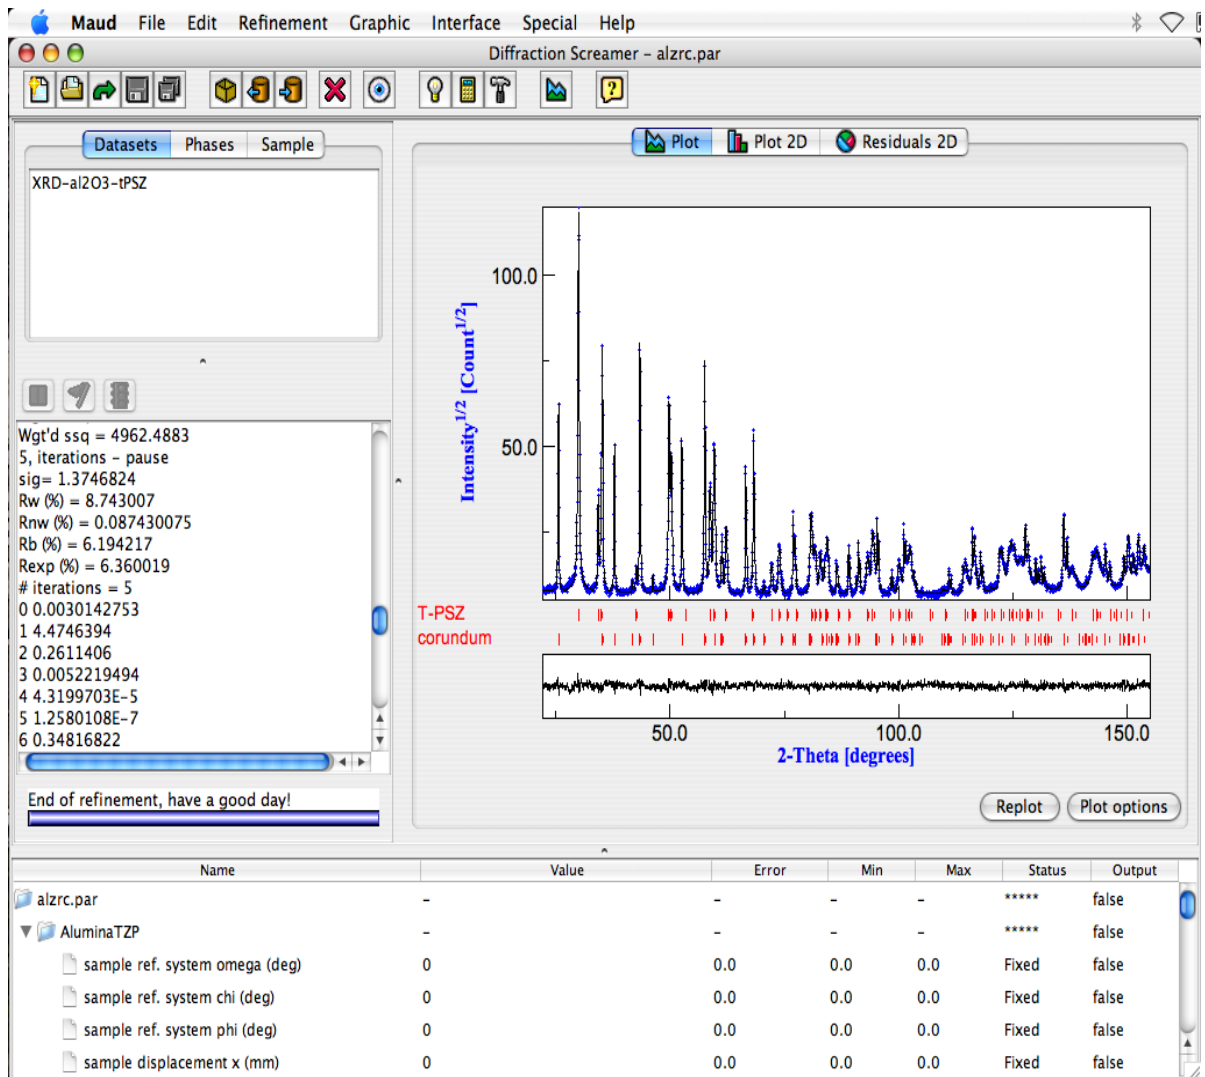 Maud File Edit Refinement Graphic Interface Special Help
Diffraction Screamer – alzrc.par
Datasets Phases Sample
XRD-al2O3-tPSZ
Wgt'd ssq = 4962.4883
5, iterations – pause
sig= 1.3746824
Rw (%) = 8.743007
Rnw (%) = 0.087430075
Rb (%) = 6.194217
Rexp (%) = 6.360019
# iterations = 5
0 0.0030142753
1 4.4746394
2 0.2611406
3 0.0052219494
4 4.3199703E-5
5 1.2580108E-7
6 0.34816822
End of refinement, have a good day!
Plot Plot 2D Residuals 2D
Intensity1/2 [Count1/2]
100.0
50.0
T-PSZ
corundum
50.0 100.0 150.0
2-Theta [degrees]
Replot Plot options
Name Value Error Min Max Status Output
alzrc.par – – – – ***** false
AluminaTZP – – – – ***** false
sample ref. system omega (deg) 0 0.0 0.0 0.0 Fixed false
sample ref. system chi (deg) 0 0.0 0.0 0.0 Fixed false
sample ref. system phi (deg) 0 0.0 0.0 0.0 Fixed false
sample displacement x (mm) 0 0.0 0.0 0.0 Fixed false